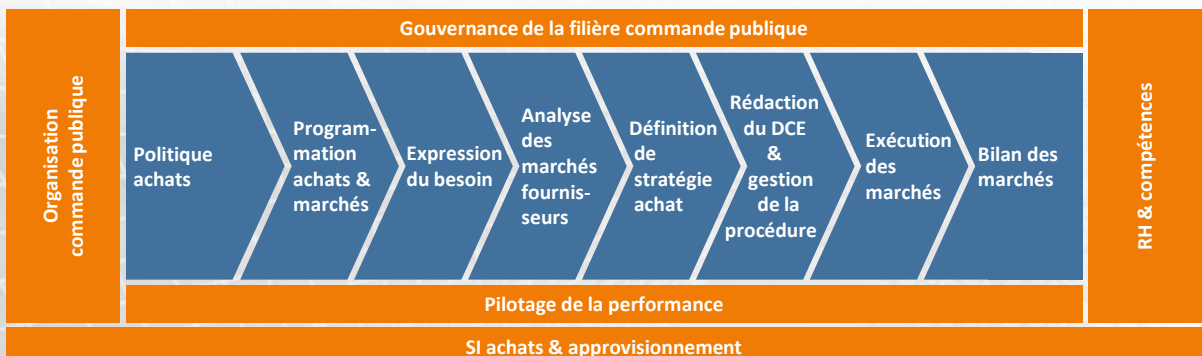 Gouvernance de la filière commande publique
Organisation
commande publique
Politique
achats
Program-
mation
achats &
marchés
Expression
du besoin
Analyse
des
marchés
fournis-
seurs
Définition
de
stratégie
achat
Rédaction
du DCE
&
gestion
de la
procédure
Exécution
des
marchés
Bilan des
marchés
RH & compétences
Pilotage de la performance
SI achats & approvisionnement